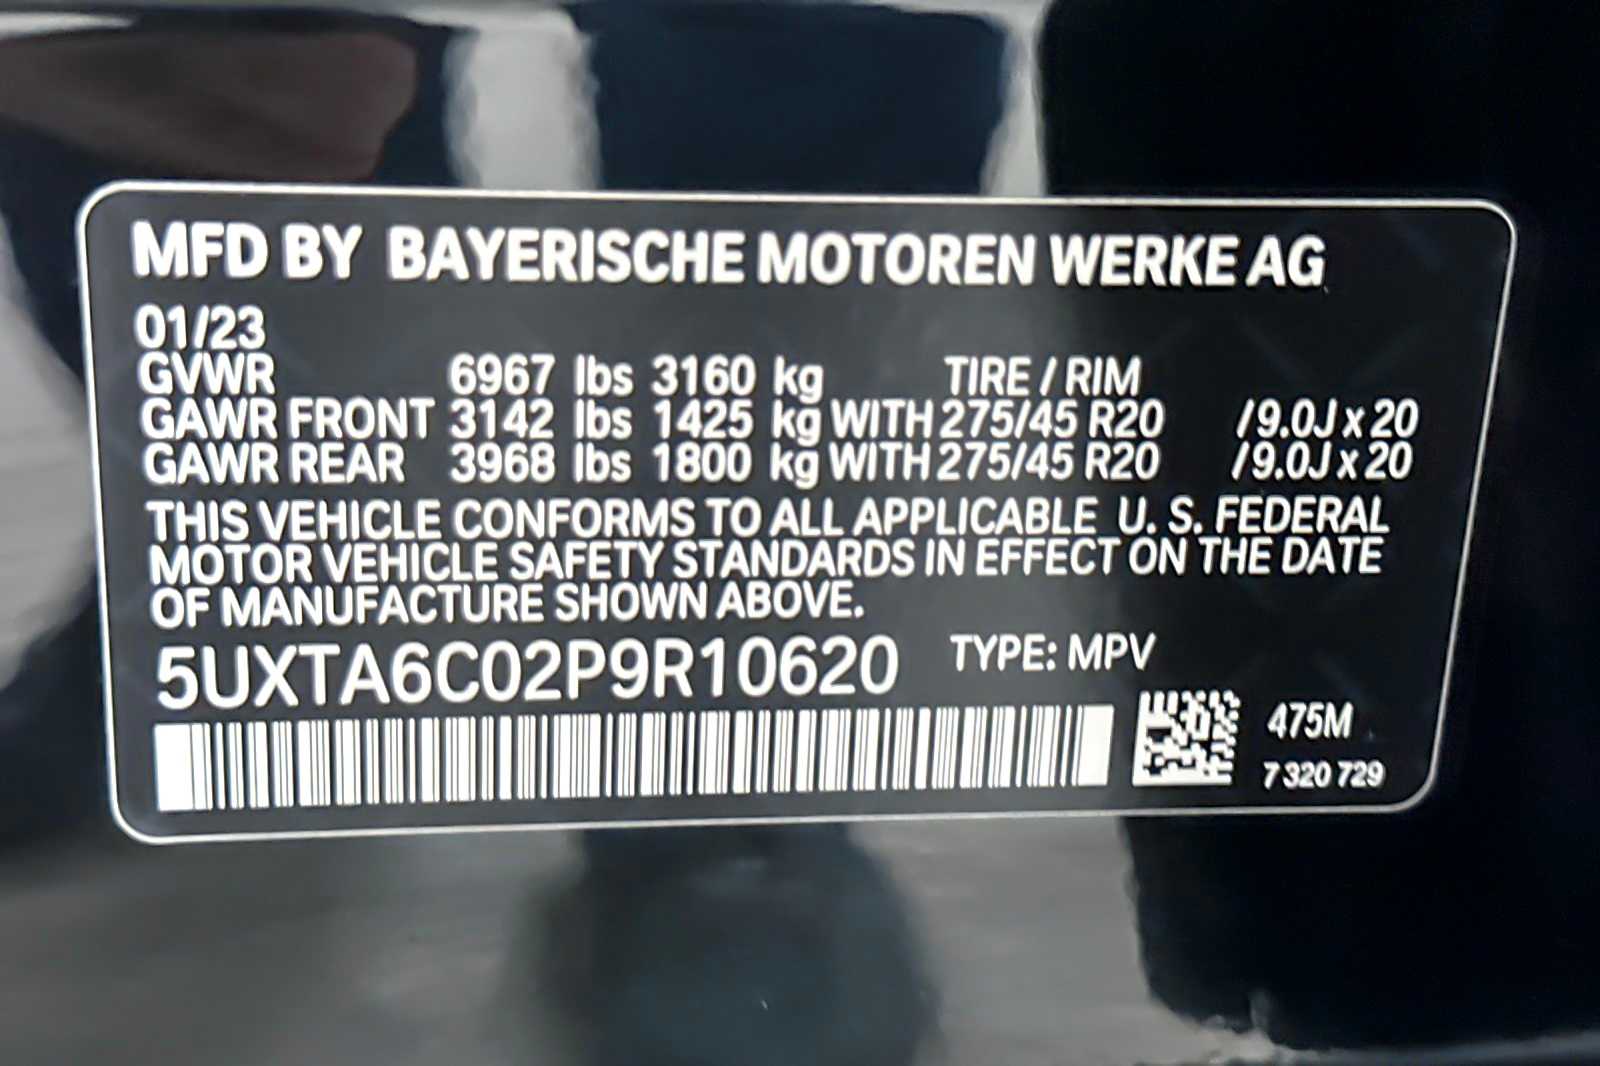 MFD BY BAYERISCHE MOTOREN WERKE AG
01/23
GVWR 6967 lbs 3160 kg TIRE / RIM
GAWR FRONT 3142 lbs 1425 kg WITH 275/45 R20 /9.0J x 20
GAWR REAR 3968 lbs 1800 kg WITH 275/45 R20 /9.0J x 20
THIS VEHICLE CONFORMS TO ALL APPLICABLE U. S. FEDERAL
MOTOR VEHICLE SAFETY STANDARDS IN EFFECT ON THE DATE
OF MANUFACTURE SHOWN ABOVE.
5UXTA6C02P9R10620 TYPE: MPV
475M
7 320 729